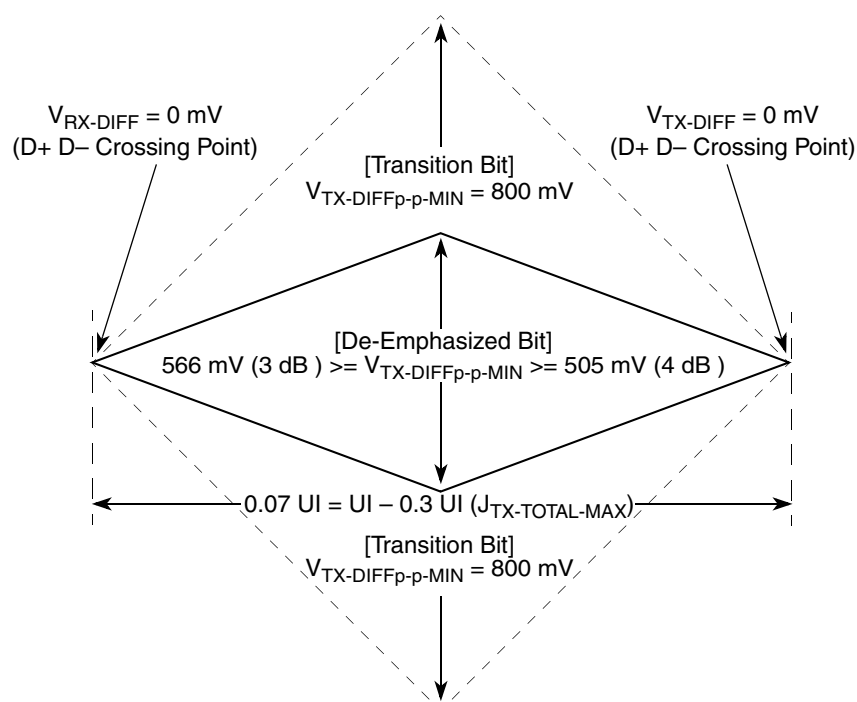 V_RX-DIFF = 0 mV
(D+ D– Crossing Point)
V_TX-DIFF = 0 mV
(D+ D– Crossing Point)
[Transition Bit]
V_TX-DIFFp-p-MIN = 800 mV
[De-Emphasized Bit]
566 mV (3 dB ) >= V_TX-DIFFp-p-MIN >= 505 mV (4 dB )
0.07 UI = UI – 0.3 UI (J_TX-TOTAL-MAX)
[Transition Bit]
V_TX-DIFFp-p-MIN = 800 mV